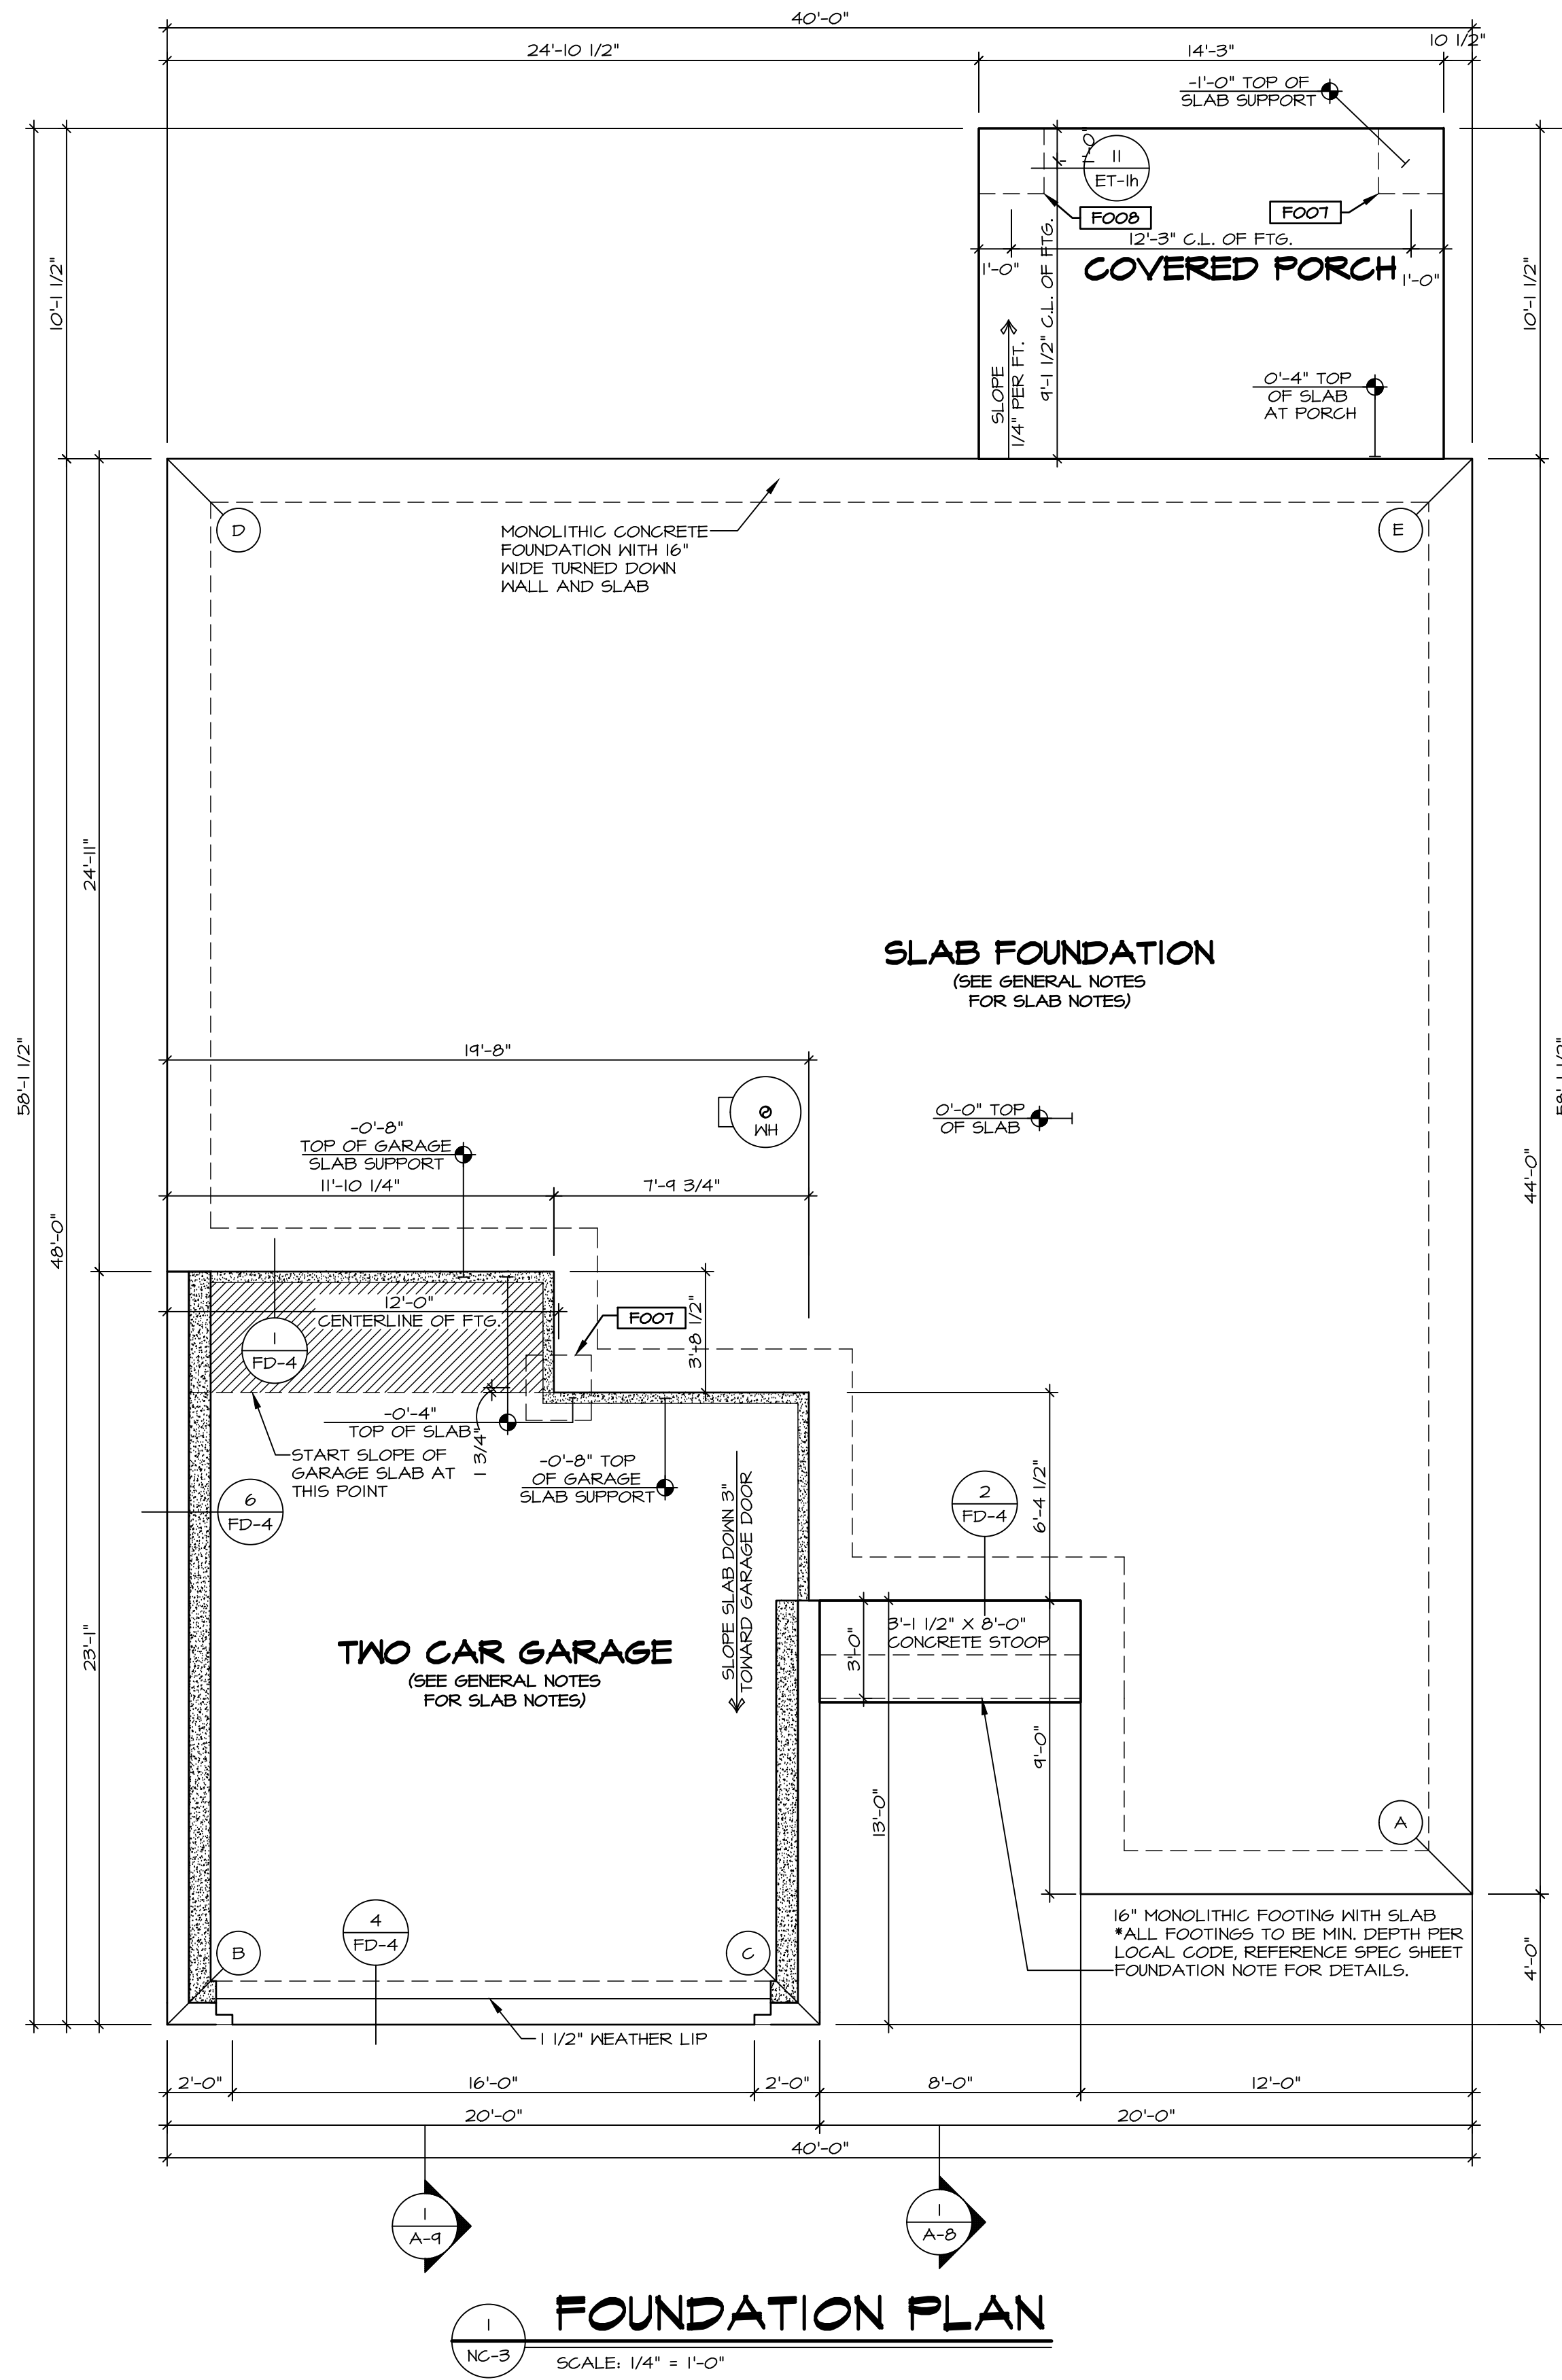 40'-0"
24'-10 1/2"
14'-3"
10 1/2"
-1'-0" TOP OF
SLAB SUPPORT
11
ET-1h
F008
F007
12'-3" C.L. OF FTG.
1'-0"
COVERED PORCH
1'-0"
9'-1 1/2" C.L. OF FTG.
SLOPE
1/4" PER FT.
0'-4" TOP
OF SLAB
AT PORCH
10'-1 1/2"
10'-1 1/2"
D
E
MONOLITHIC CONCRETE
FOUNDATION WITH 16"
WIDE TURNED DOWN
WALL AND SLAB
24'-11"
SLAB FOUNDATION
(SEE GENERAL NOTES
FOR SLAB NOTES)
58'-1 1/2"
19'-8"
WH
0'-0" TOP
OF SLAB
-0'-8"
TOP OF GARAGE
SLAB SUPPORT
11'-10 1/4"
7'-9 3/4"
44'-0"
48'-0"
12'-0"
CENTERLINE OF FTG.
F007
3'-8 1/2"
1
FD-4
-0'-4"
TOP OF SLAB
1 3/4"
START SLOPE OF
GARAGE SLAB AT
THIS POINT
-0'-8" TOP
OF GARAGE
SLAB SUPPORT
6
FD-4
SLOPE SLAB DOWN 3"
TOWARD GARAGE DOOR
2
FD-4
6'-4 1/2"
23'-1"
TWO CAR GARAGE
(SEE GENERAL NOTES
FOR SLAB NOTES)
3'-1 1/2" X 8'-0"
CONCRETE STOOP
3'-0"
9'-0"
13'-0"
A
4
FD-4
B
C
16" MONOLITHIC FOOTING WITH SLAB
*ALL FOOTINGS TO BE MIN. DEPTH PER
LOCAL CODE, REFERENCE SPEC SHEET
FOUNDATION NOTE FOR DETAILS.
4'-0"
1 1/2" WEATHER LIP
2'-0"
16'-0"
2'-0"
8'-0"
12'-0"
20'-0"
20'-0"
40'-0"
1
A-9
1
A-8
1
NC-3
FOUNDATION PLAN
SCALE: 1/4" = 1'-0"